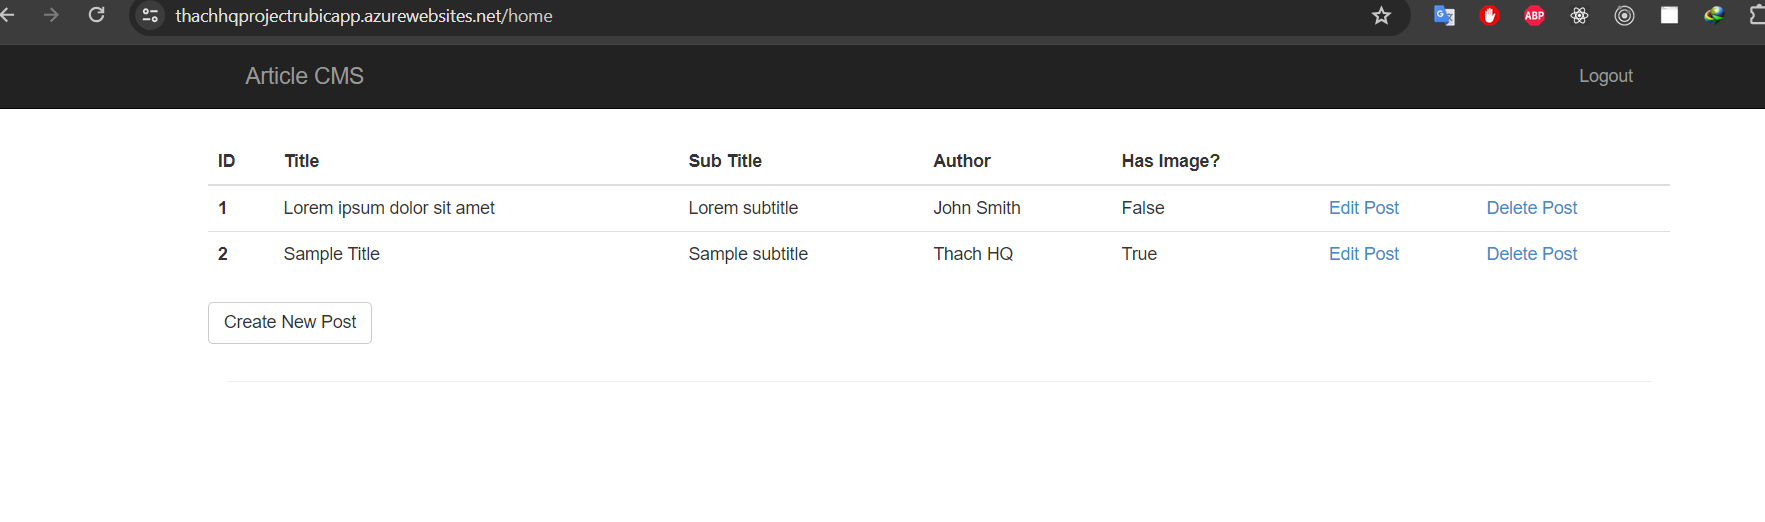 thachhqprojectrubicapp.azurewebsites.net/home
ABP
Article CMS Logout
ID Title Sub Title Author Has Image?
1 Lorem ipsum dolor sit amet Lorem subtitle John Smith False Edit Post Delete Post
2 Sample Title Sample subtitle Thach HQ True Edit Post Delete Post
Create New Post